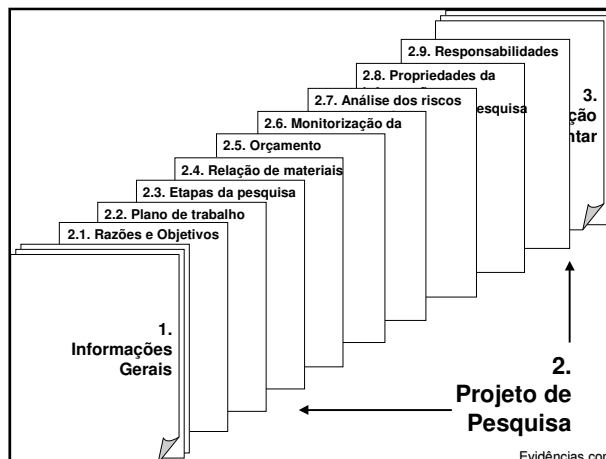 2.9. Responsabilidades
2.8. Propriedades da
3.
2.7. Análise dos riscos
esquisa
ção
2.6. Monitorização da
ntar
2.5. Orçamento
2.4. Relação de materiais
2.3. Etapas da pesquisa
2.2. Plano de trabalho
2.1. Razões e Objetivos
1.
Informações
Gerais
2.
Projeto de
Pesquisa
Evidências con